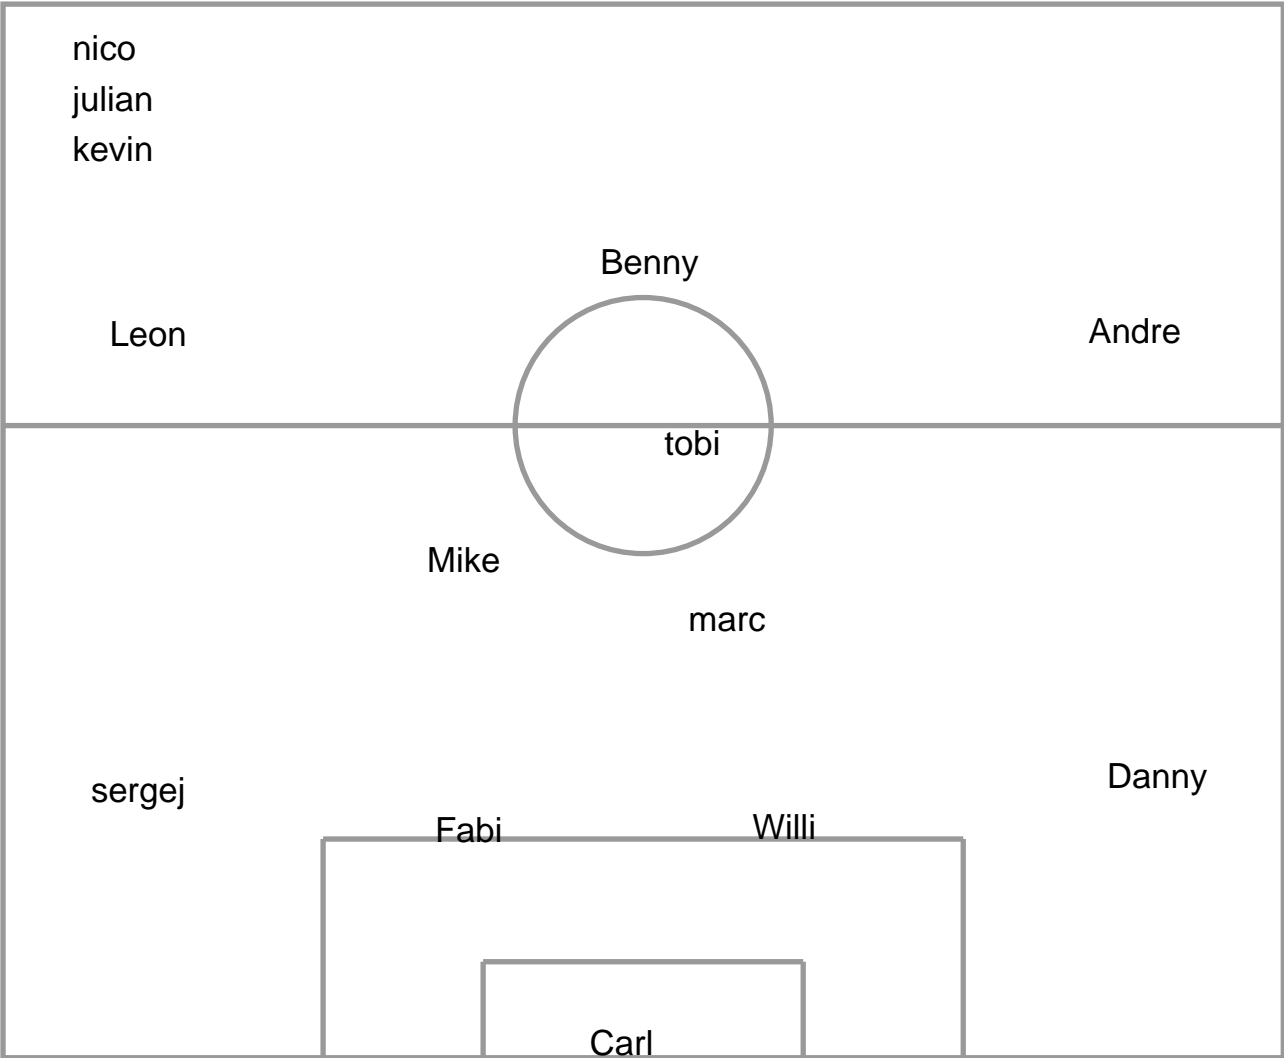 nico
julian
kevin
Benny
Leon
Andre
tobi
Mike
marc
sergej
Danny
Fabi
Willi
Carl